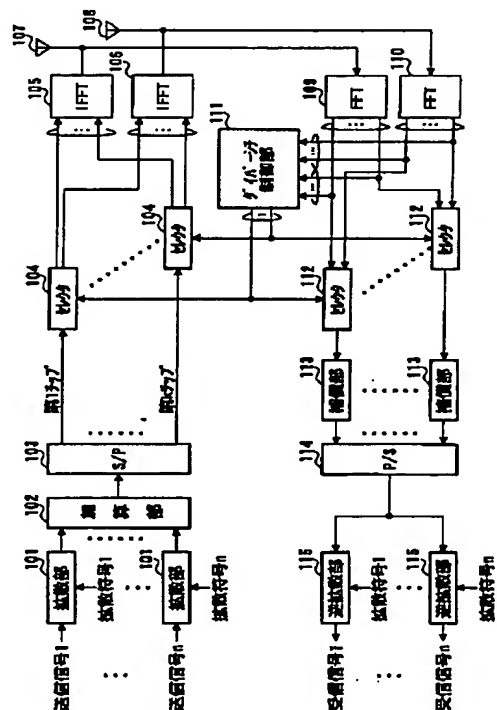 送信信号1
送信信号n
101
拡散部
拡散符号1
101
拡散部
拡散符号n
102
加算部
103
S/P
第1チップ
第kチップ
104
セレクタ
104
セレクタ
105
IFFT
106
IFFT
107
108
109
FFT
110
FFT
111
ダイバーシチ
制御部
112
セレクタ
112
セレクタ
113
補償部
113
補償部
114
P/S
115
逆拡散部
拡散符号1
115
逆拡散部
拡散符号n
受信信号1
受信信号n